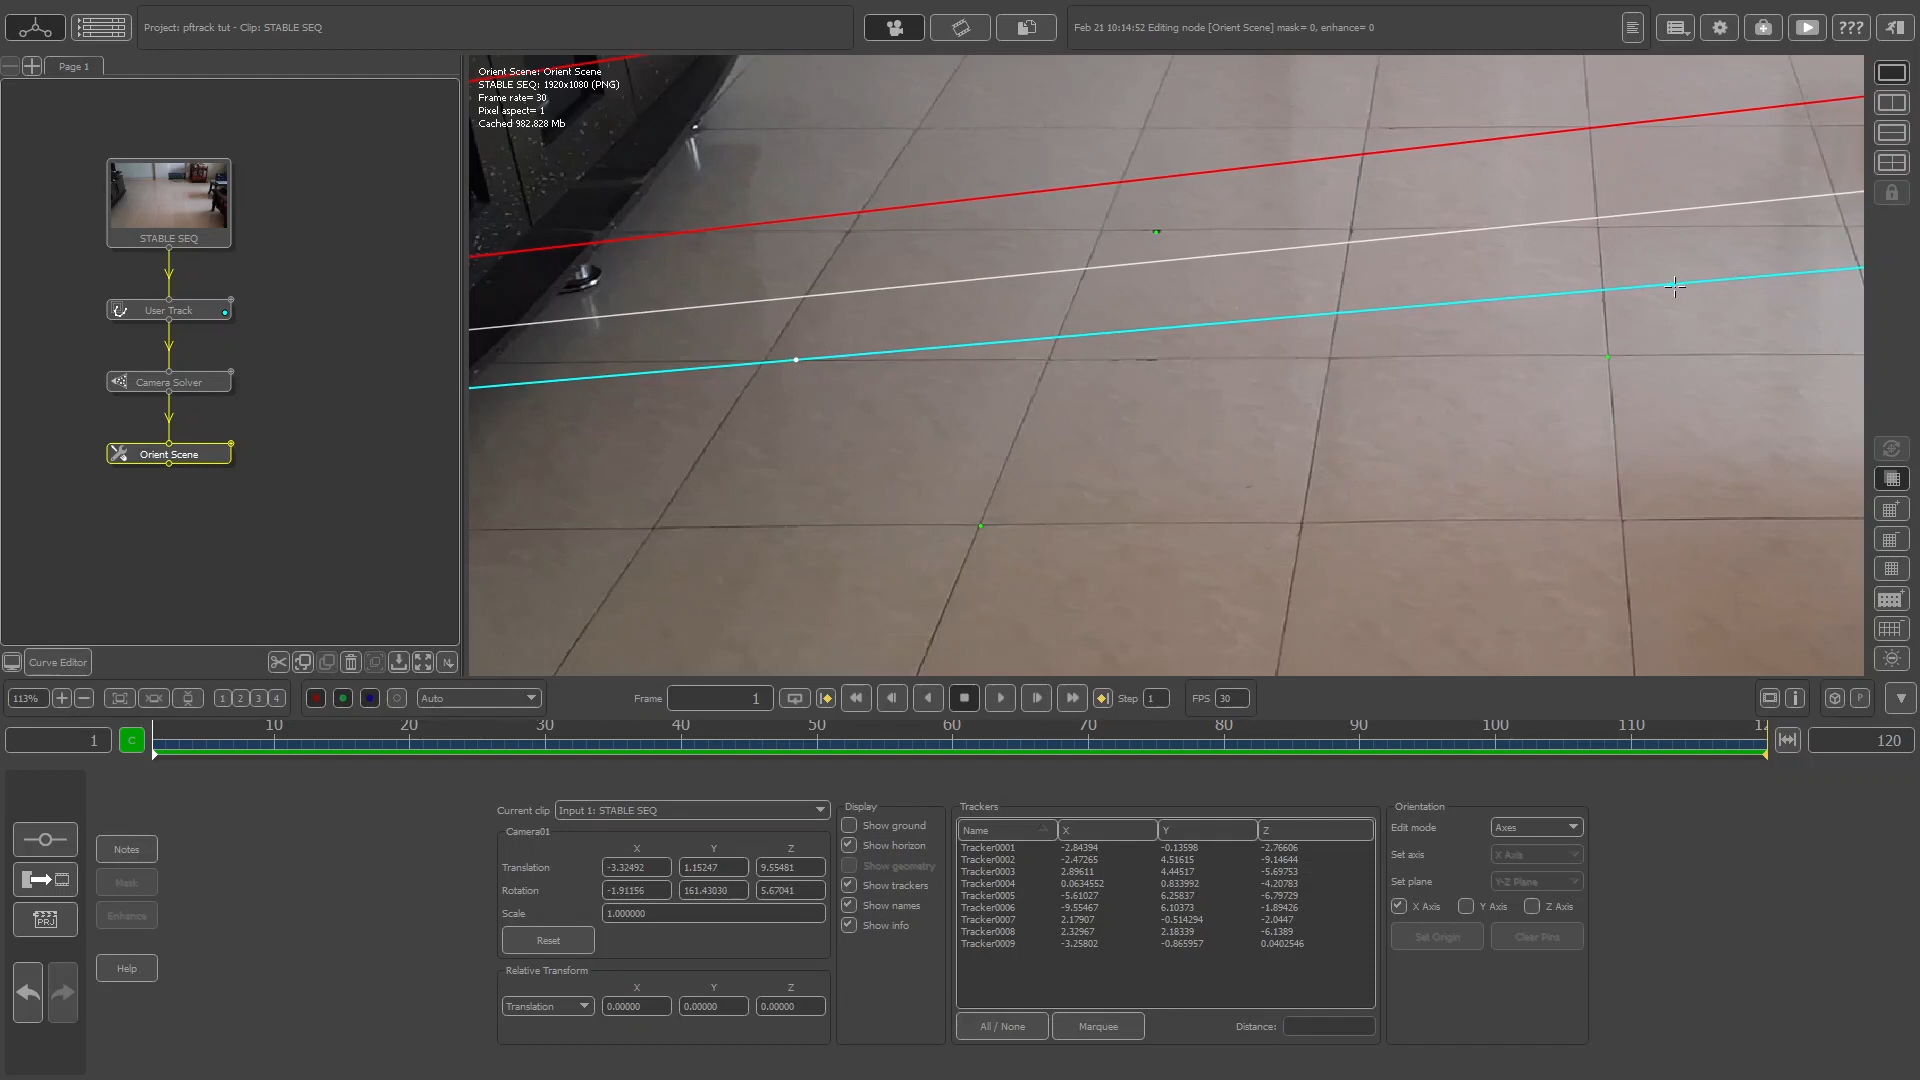 Project: pftrack tut - Clip: STABLE SEQ
Feb 21 10:14:52 Editing node [Orient Scene] mask= 0, enhance= 0
???
Page 1
Orient Scene: Orient Scene
STABLE SEQ: 1920x1080 (PNG)
Frame rate= 30
Pixel aspect= 1
Cached 982.828 Mb
STABLE SEQ
User Track
Camera Solver
Orient Scene
Curve Editor
N
113%
1 2 3 4
Auto
Frame 1
Step 1
FPS 30
P
1
C
10 20 30 40 50 60 70 80 90 100 110
120
Notes
Mask
Enhance
PRJ
Help
Current clip Input 1: STABLE SEQ
Camera01
X Y Z
Translation -3.32492 1.15247 9.55481
Rotation -1.91156 161.43030 5.67041
Scale 1.000000
Reset
Relative Transform
X Y Z
Translation 0.00000 0.00000 0.00000
Display
Show ground
Show horizon
Show geometry
Show trackers
Show names
Show info
Trackers
Name X Y Z
Tracker0001 -2.84394 -0.13598 -2.76606
Tracker0002 -2.47265 4.51615 -9.14644
Tracker0003 2.89611 4.44517 -5.69753
Tracker0004 0.0634552 0.833992 -4.20783
Tracker0005 -5.61027 6.25837 -6.79729
Tracker0006 -9.55467 6.10373 -1.89426
Tracker0007 2.17907 -0.514294 -2.0447
Tracker0008 2.32967 2.18339 -6.1389
Tracker0009 -3.25802 -0.865957 0.0402546
All / None
Marquee
Distance:
Orientation
Edit mode Axes
Set axis X Axis
Set plane Y-Z Plane
X Axis Y Axis Z Axis
Set Origin
Clear Pins